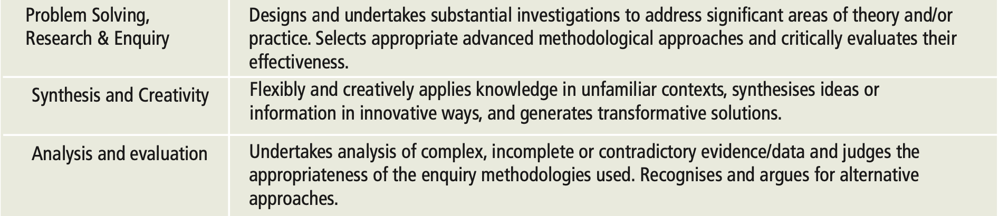 Problem Solving,
Research & Enquiry
Designs and undertakes substantial investigations to address significant areas of theory and/or
practice. Selects appropriate advanced methodological approaches and critically evaluates their
effectiveness.
Synthesis and Creativity
Flexibly and creatively applies knowledge in unfamiliar contexts, synthesises ideas or
information in innovative ways, and generates transformative solutions.
Analysis and evaluation
Undertakes analysis of complex, incomplete or contradictory evidence/data and judges the
appropriateness of the enquiry methodologies used. Recognises and argues for alternative
approaches.